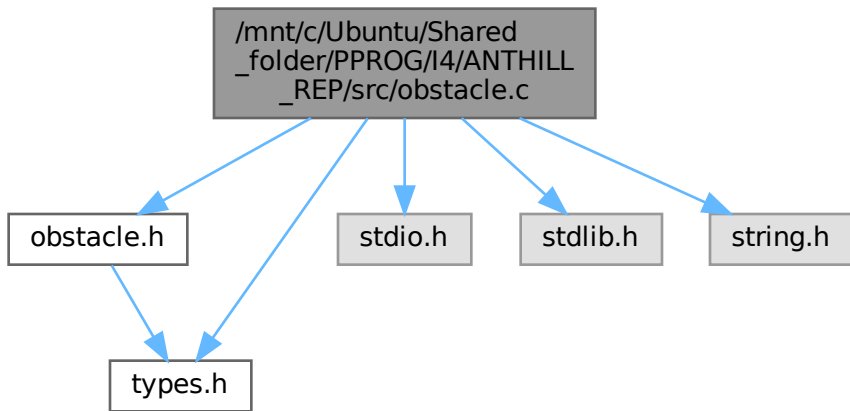 /mnt/c/Ubuntu/Shared
_folder/PPROG/I4/ANTHILL
_REP/src/obstacle.c
obstacle.h
stdio.h
stdlib.h
string.h
types.h